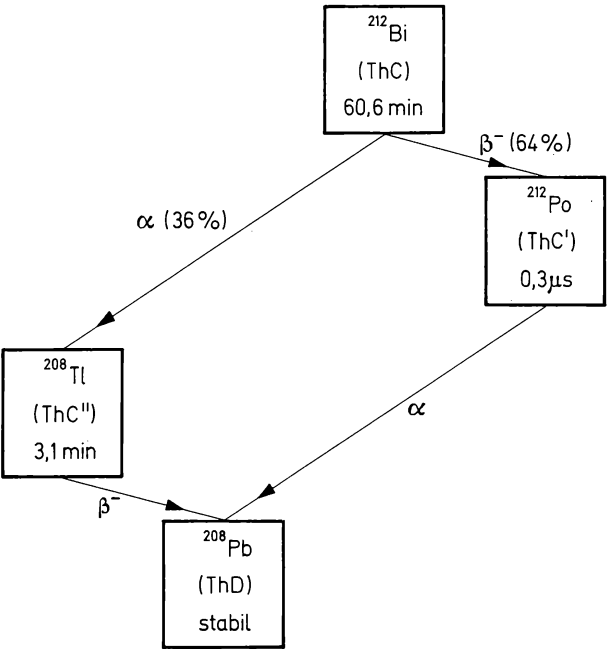 ²¹²Bi
(ThC)
60,6 min
β⁻ (64%)
²¹²Po
(ThC')
0,3μs
α (36%)
²⁰⁸Tl
(ThC")
3,1 min
α
β⁻
²⁰⁸Pb
(ThD)
stabil